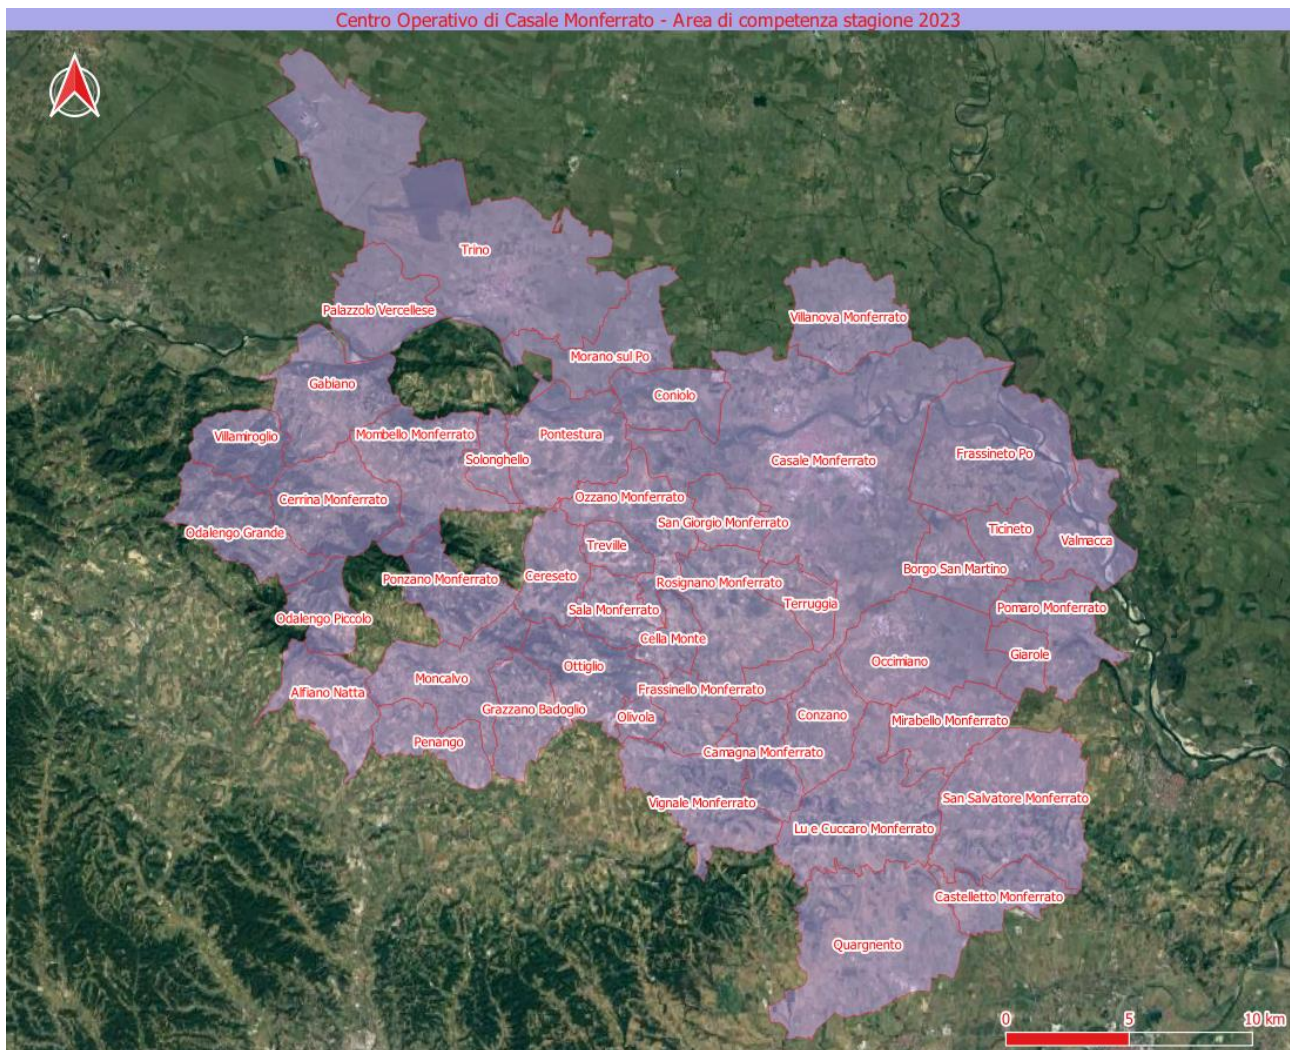 Centro Operativo di Casale Monferrato - Area di competenza stagione 2023
Trino
Palazzolo Vercellese
Villanova Monferrato
Morano sul Po
Gabiano
Coniolo
Villamiroglio
Mombello Monferrato
Pontestura
Solonghello
Casale Monferrato
Frassineto Po
Cerrina Monferrato
Ozzano Monferrato
San Giorgio Monferrato
Odalengo Grande
Ticineto
Valmacca
Treville
Borgo San Martino
Ponzano Monferrato
Cereseto
Rosignano Monferrato
Terruggia
Pomaro Monferrato
Odalengo Piccolo
Sala Monferrato
Cella Monte
Giarole
Occimiano
Ottiglio
Moncalvo
Alfiano Natta
Frassinello Monferrato
Grazzano Badoglio
Olivola
Conzano
Mirabello Monferrato
Penango
Camagna Monferrato
Vignale Monferrato
San Salvatore Monferrato
Lu e Cuccaro Monferrato
Castelletto Monferrato
Quargnento
0 5 10 km